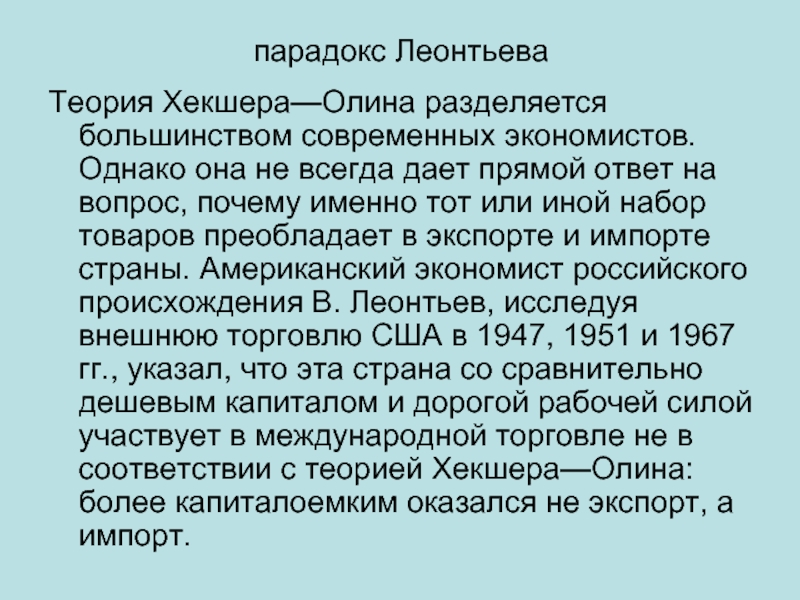 парадокс Леонтьева
Теория Хекшера—Олина разделяется
большинством современных экономистов.
Однако она не всегда дает прямой ответ на
вопрос, почему именно тот или иной набор
товаров преобладает в экспорте и импорте
страны. Американский экономист российского
происхождения В. Леонтьев, исследуя
внешнюю торговлю США в 1947, 1951 и 1967
гг., указал, что эта страна со сравнительно
дешевым капиталом и дорогой рабочей силой
участвует в международной торговле не в
соответствии с теорией Хекшера—Олина:
более капиталоемким оказался не экспорт, а
импорт.